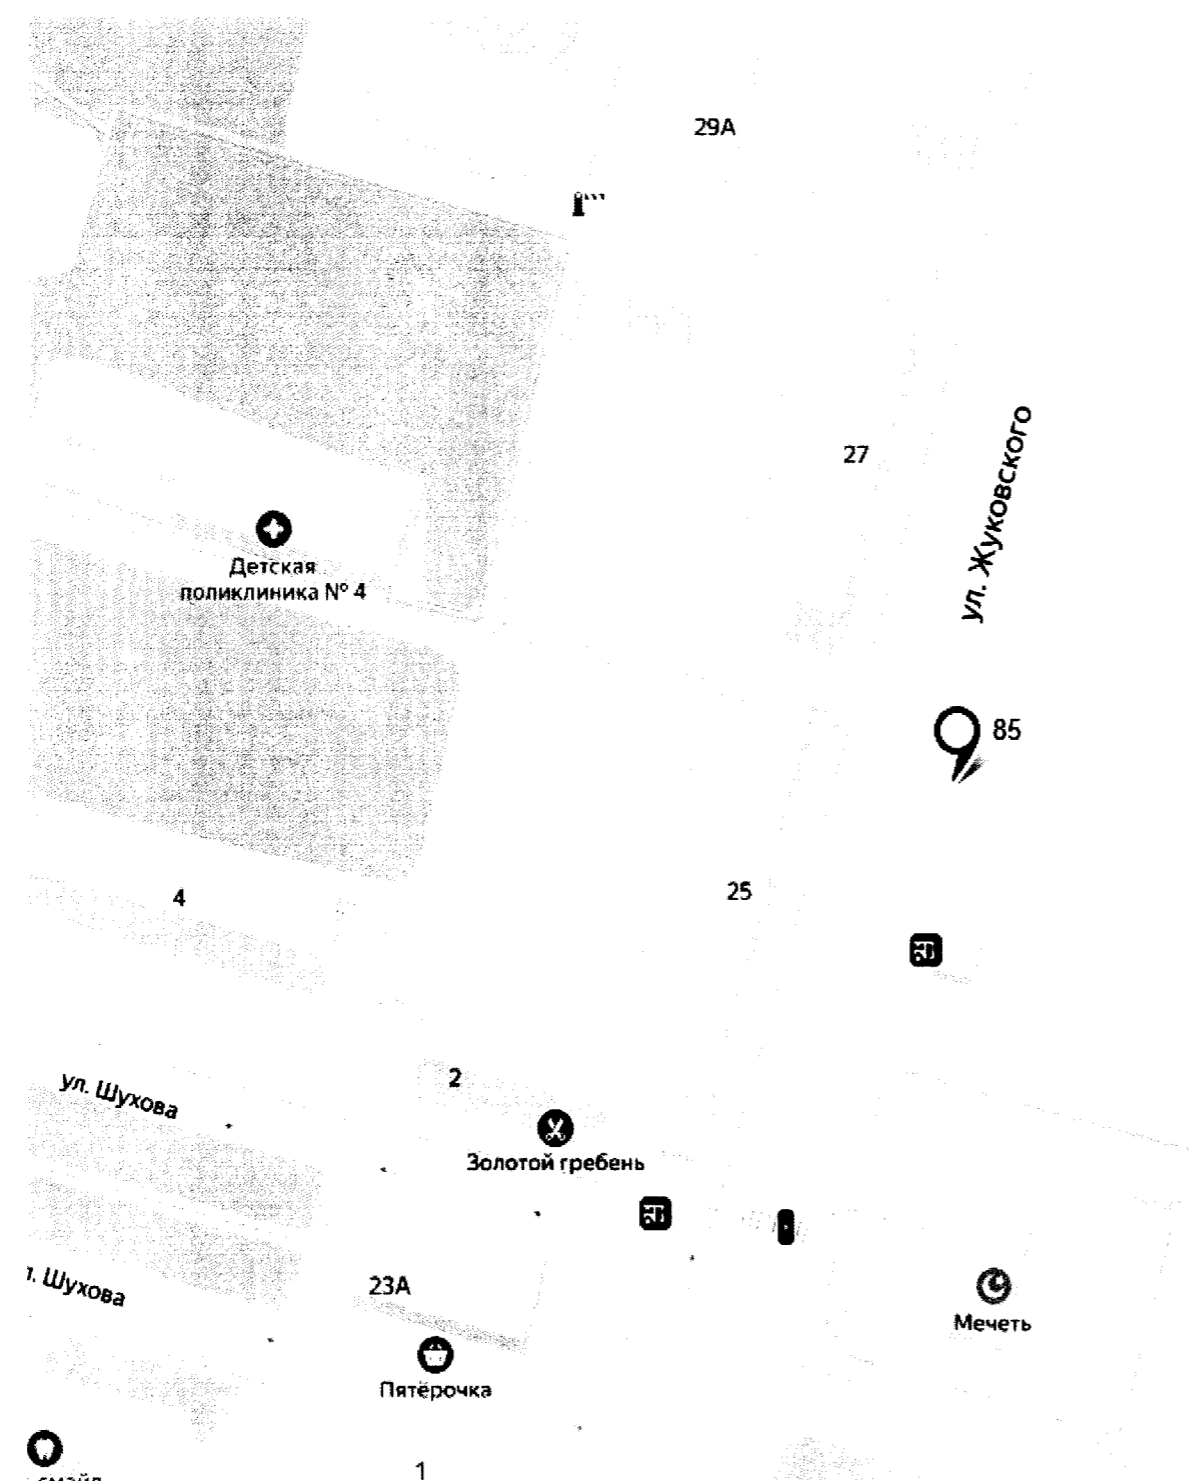 29А
27
ул. Жуковского
Детская
поликлиника № 4
85
4
25
ул. Шухова
2
Золотой гребень
л. Шухова
23А
Мечеть
Пятёрочка
1
смайл